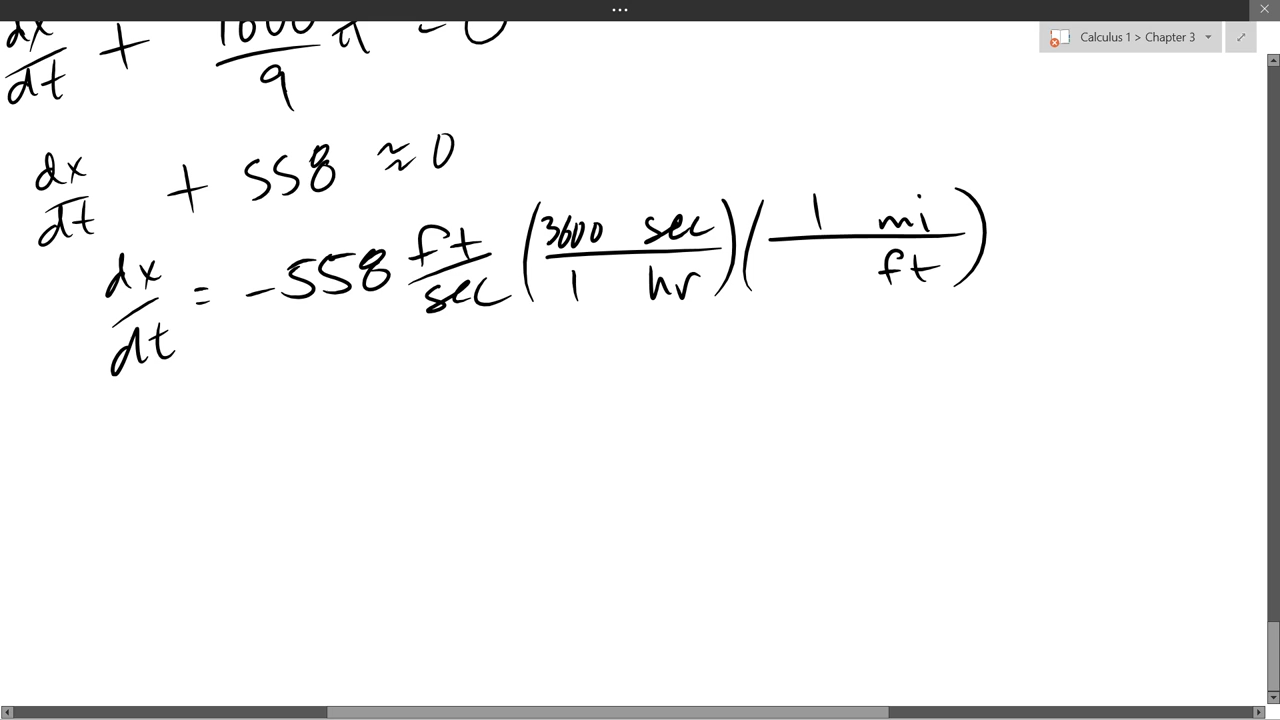 Calculus 1 > Chapter 3
dx/dt + 1600/9 π = 0
dx/dt + 558 ≈ 0
dx/dt = -558 ft/sec (3600 sec/1 hr)(1 mi/ft)